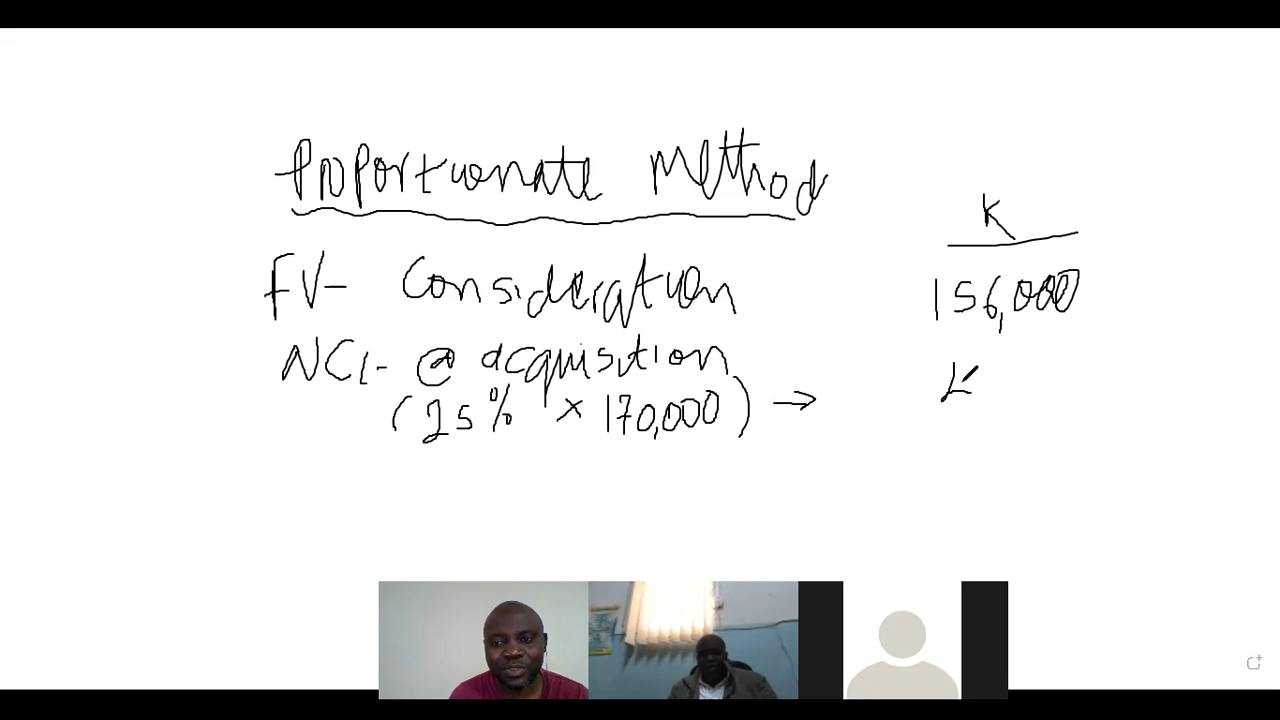 Proportionate Method
K
FV- Consideration 156,000
NCI- @ acquisition
(25% × 170,000) →